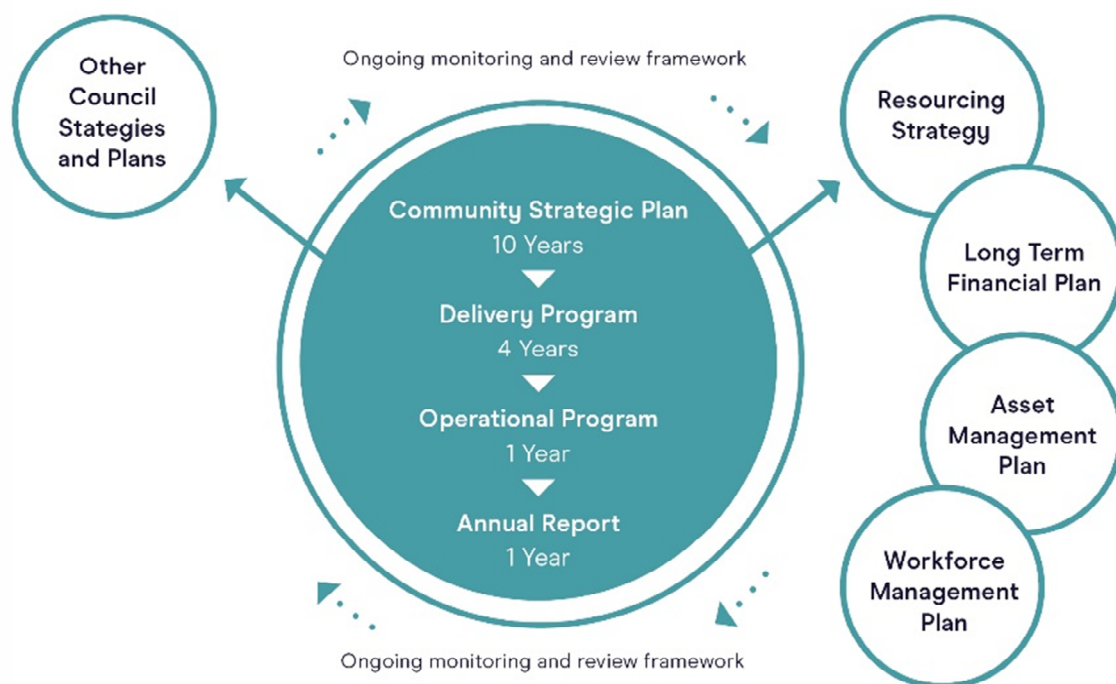 Ongoing monitoring and review framework
Other
Council
Stategies
and Plans
Community Strategic Plan
10 Years
Delivery Program
4 Years
Operational Program
1 Year
Annual Report
1 Year
Resourcing
Strategy
Long Term
Financial Plan
Asset
Management
Plan
Workforce
Management
Plan
Ongoing monitoring and review framework